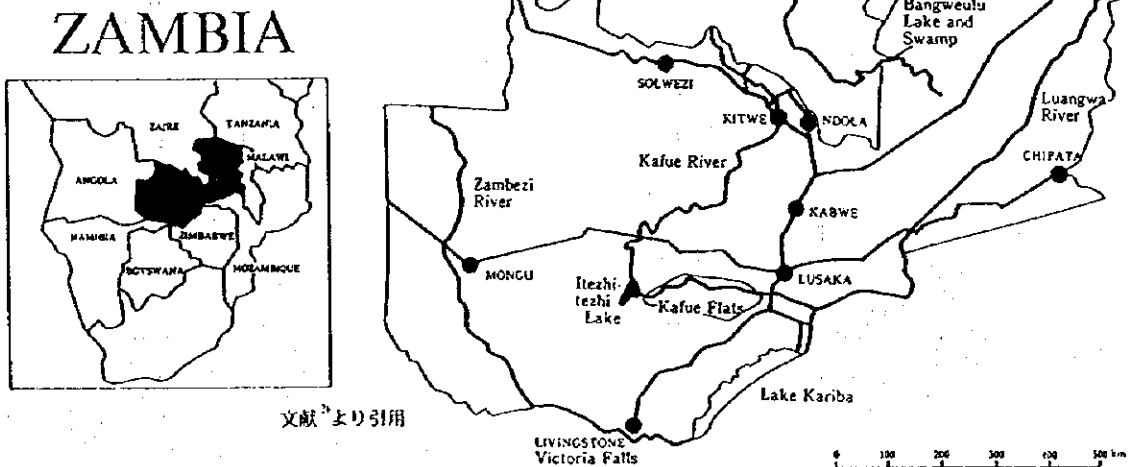 ZAMBIA
ZAIRE
TANZANIA
MALAWI
ANGOLA
NAMIBIA
ZIMBABWE
BOTSWANA
MOZAMBIQUE
文献²⁾より引用
Bangweulu
Lake and
Swamp
SOLWEZI
KITWE
NDOLA
Luangwa
River
CHIPATA
Kafue River
Zambezi
River
KABWE
MONGU
LUSAKA
Itezhi-
tezhi
Lake
Kafue Flats
Lake Kariba
LIVINGSTONE
Victoria Falls
0 100 200 300 400 500 km